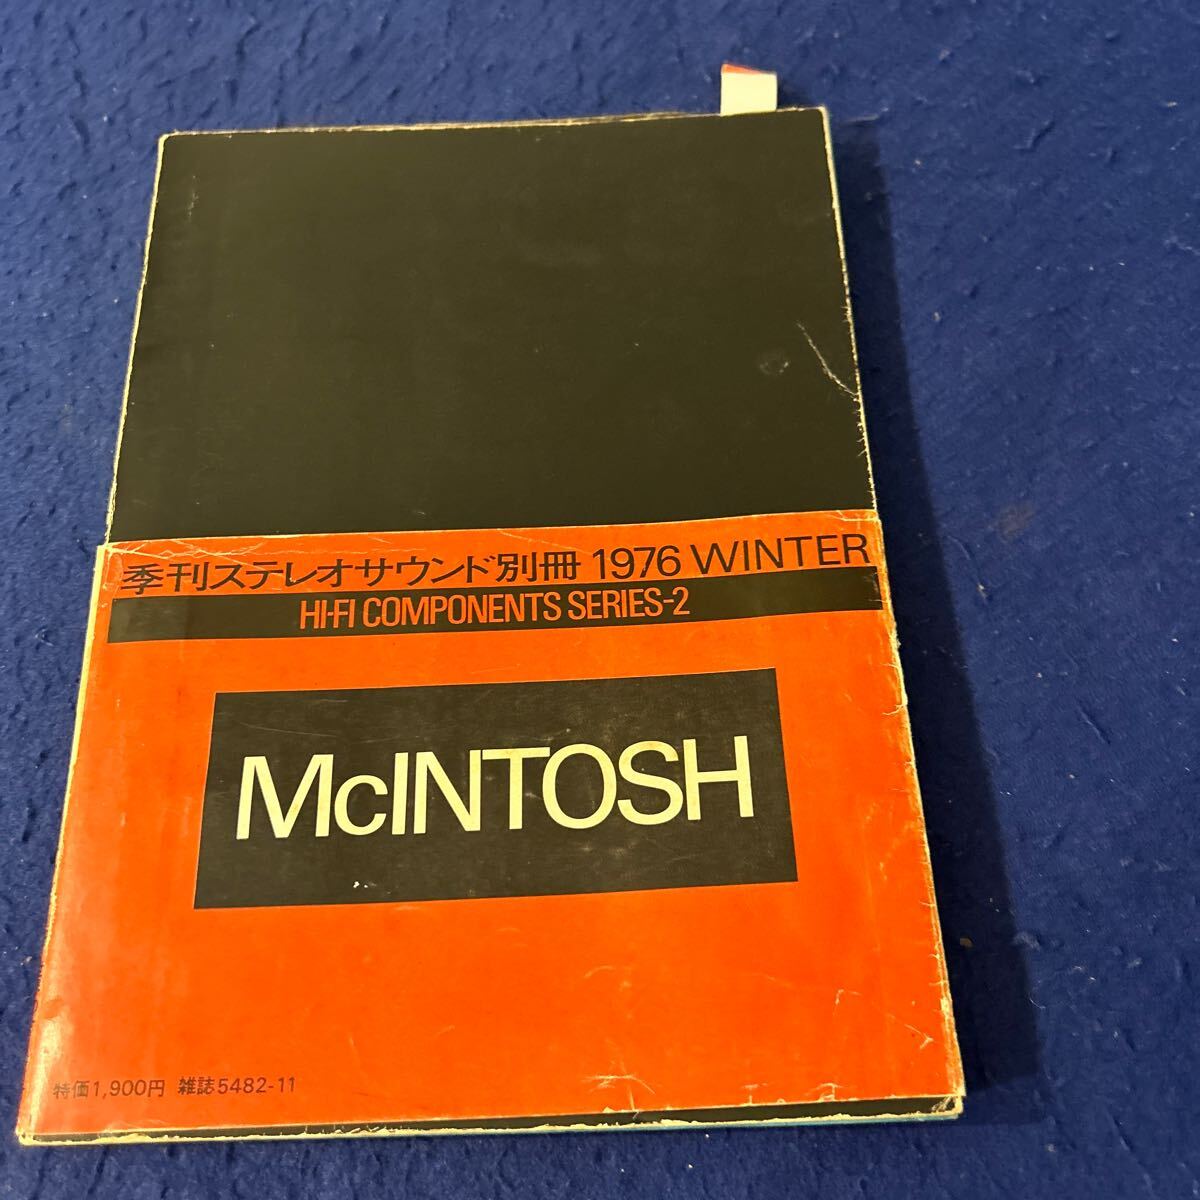 季刊ステレオサウンド別冊 1976 WINTER
HI-FI COMPONENTS SERIES-2
McINTOSH
特価1,900円 雑誌5482-11